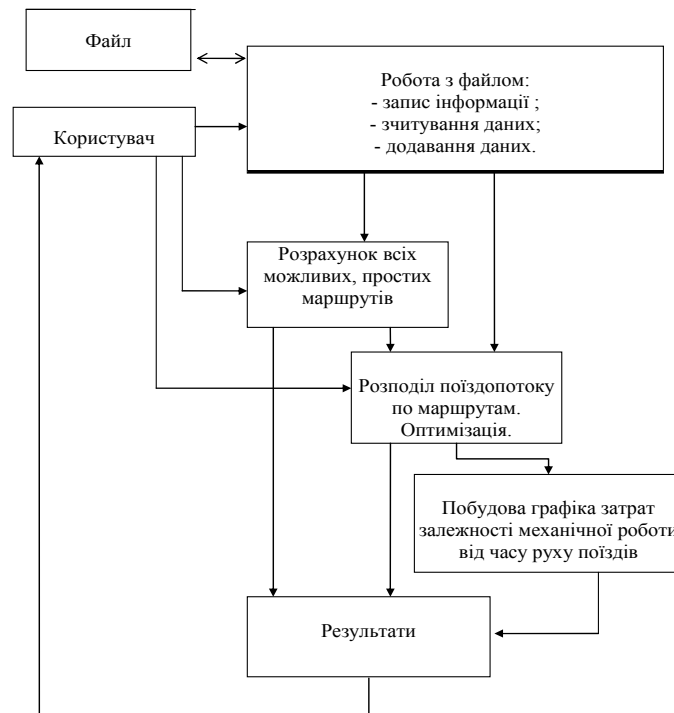 Файл
Робота з файлом:
- запис інформації ;
- зчитування даних;
- додавання даних.
Користувач
Розрахунок всіх
можливих, простих
маршрутів
Розподіл поїздопотоку
по маршрутам.
Оптимізація.
Побудова графіка затрат
залежності механічної роботи
від часу руху поїздів
Результати